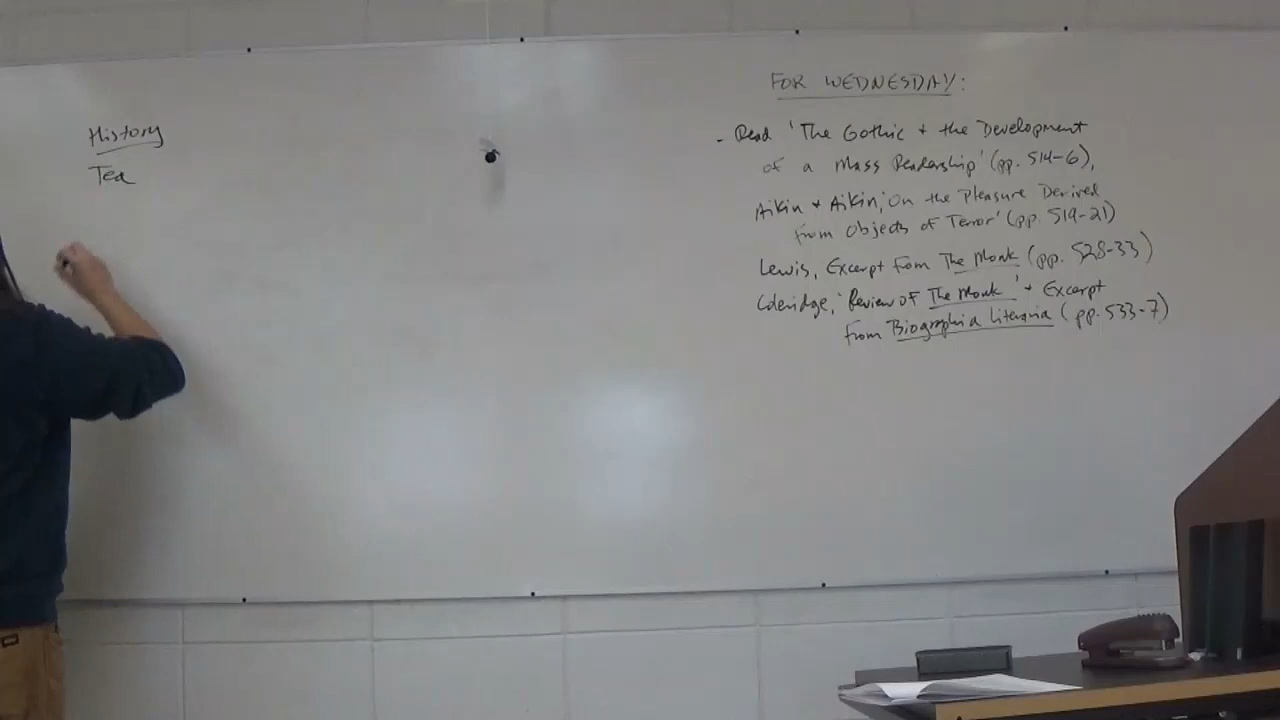 History
Tea
FOR WEDNESDAY:
- Read 'The Gothic + the Development
of a Mass Readership' (pp. 514-6),
Aikin + Aikin, 'On the Pleasure Derived
from Objects of Terror' (pp. 519-21)
Lewis, Excerpt from The Monk (pp. 528-33)
Coleridge, 'Review of The Monk' + Excerpt
from Biographia Literaria (pp. 533-7)